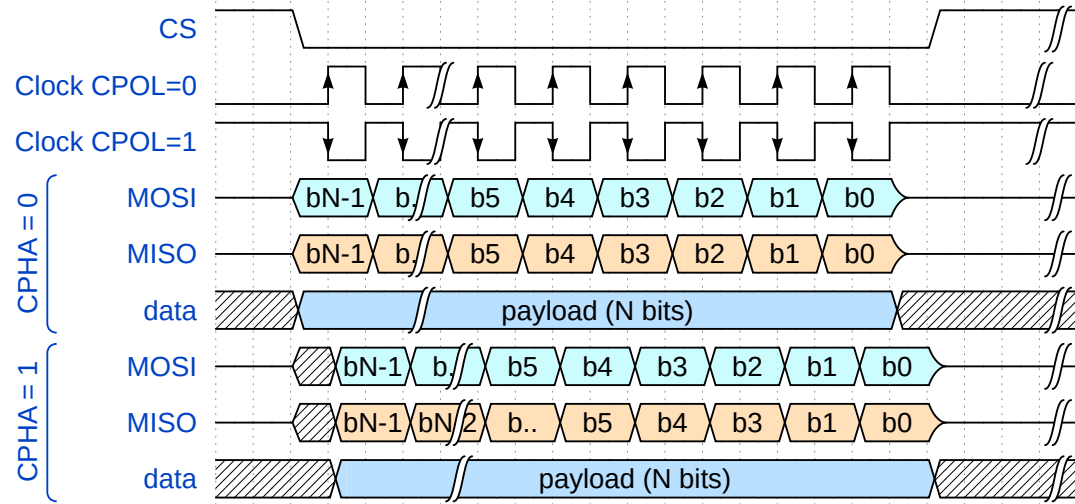 CS
Clock CPOL=0
Clock CPOL=1
CPHA = 0
MOSI bN-1 b. b5 b4 b3 b2 b1 b0
MISO bN-1 b. b5 b4 b3 b2 b1 b0
data payload (N bits)
CPHA = 1
MOSI bN-1 b. b5 b4 b3 b2 b1 b0
MISO bN-1 bN 2 b.. b5 b4 b3 b1 b0
data payload (N bits)